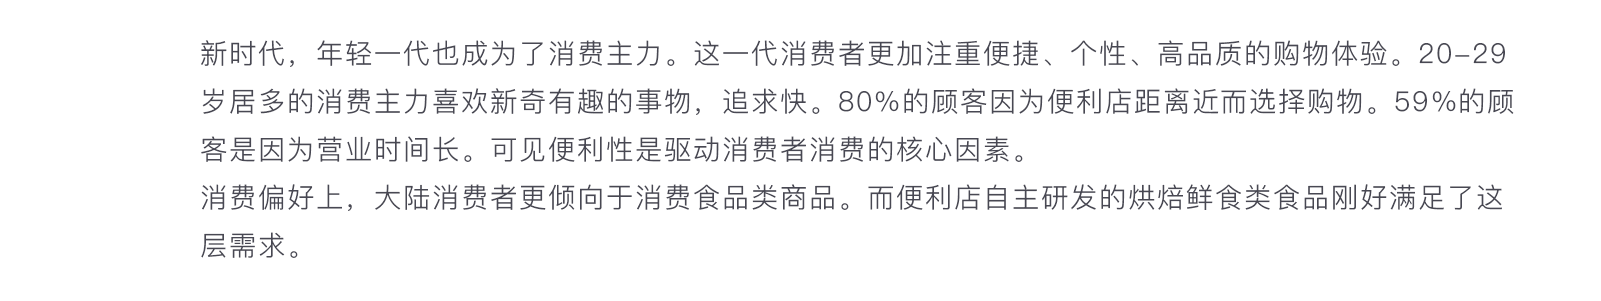 新时代，年轻一代也成为了消费主力。这一代消费者更加注重便捷、个性、高品质的购物体验。20-29
岁居多的消费主力喜欢新奇有趣的事物，追求快。80%的顾客因为便利店距离近而选择购物。59%的顾
客是因为营业时间长。可见便利性是驱动消费者消费的核心因素。
消费偏好上，大陆消费者更倾向于消费食品类商品。而便利店自主研发的烘焙鲜食类食品刚好满足了这
层需求。